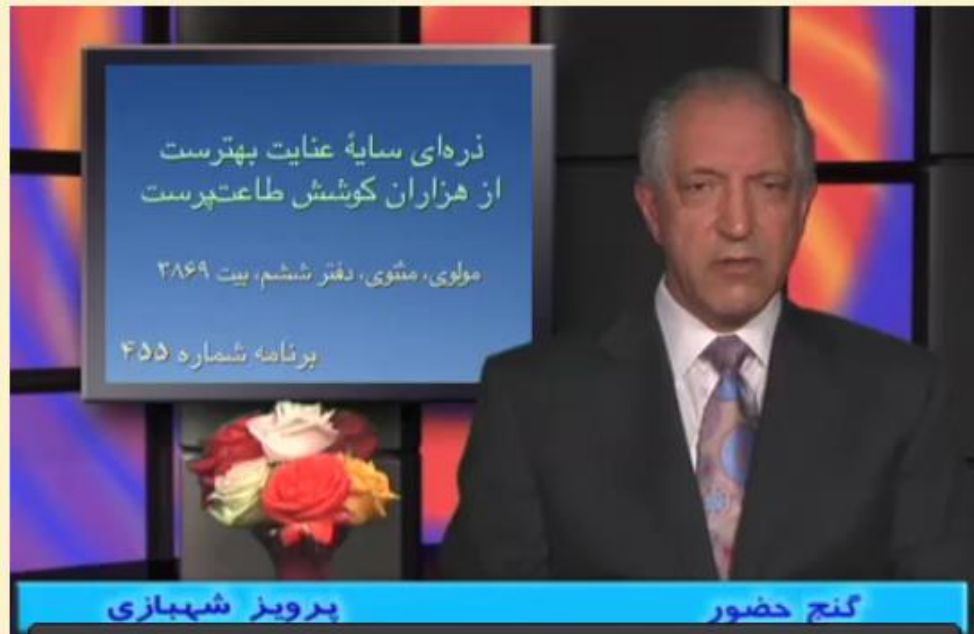 ذره‌ای سایهٔ عنایت بهترست
از هزاران کوشش طاعت‌پرست
مولوی، مثنوی، دفتر ششم، بیت ۳۸۶۹
برنامه شماره ۴۵۵
گنج حضور
پرویز شهبازی